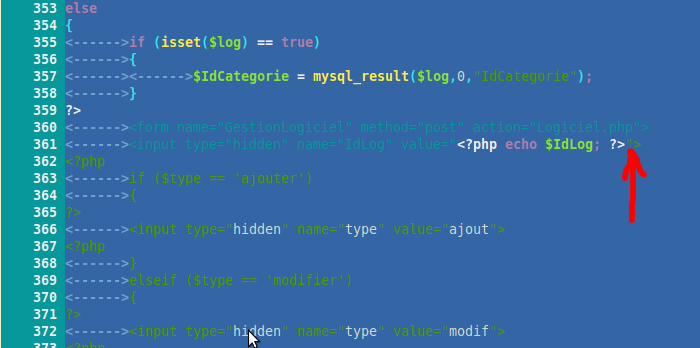 353 else
354 {
355 <------>if (isset($log) == true)
356 <------>{
357 <------><------>$IdCategorie = mysql_result($log,0,"IdCategorie");
358 <------>}
359 ?>
360 <------><form name="GestionLogiciel" method="post" action="Logiciel.php">
361 <------><input type="hidden" name="IdLog" value="<?php echo $IdLog; ?>">
362 <?php
363 <------>if ($type == 'ajouter')
364 <------>{
365 ?>
366 <------><input type="hidden" name="type" value="ajout">
367 <?php
368 <------>}
369 <------>elseif ($type == 'modifier')
370 <------>{
371 ?>
372 <------><input type="hidden" name="type" value="modif">
373 <?php